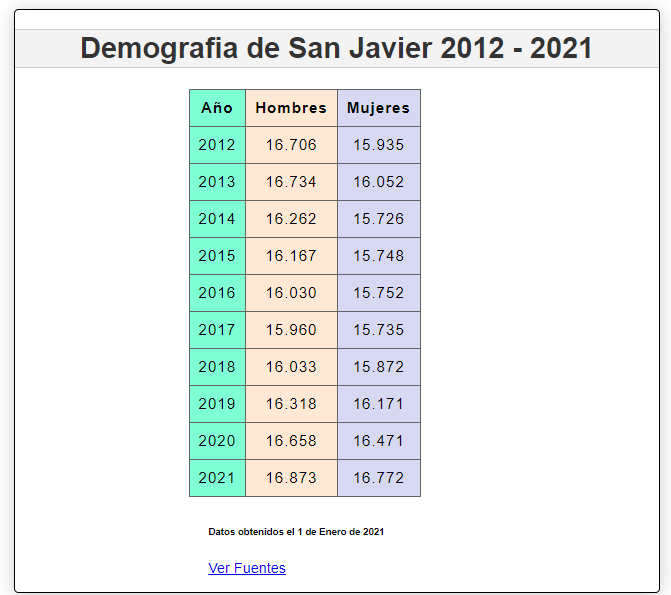 Demografia de San Javier 2012 - 2021
Año Hombres Mujeres
2012 16.706 15.935
2013 16.734 16.052
2014 16.262 15.726
2015 16.167 15.748
2016 16.030 15.752
2017 15.960 15.735
2018 16.033 15.872
2019 16.318 16.171
2020 16.658 16.471
2021 16.873 16.772
Datos obtenidos el 1 de Enero de 2021
Ver Fuentes